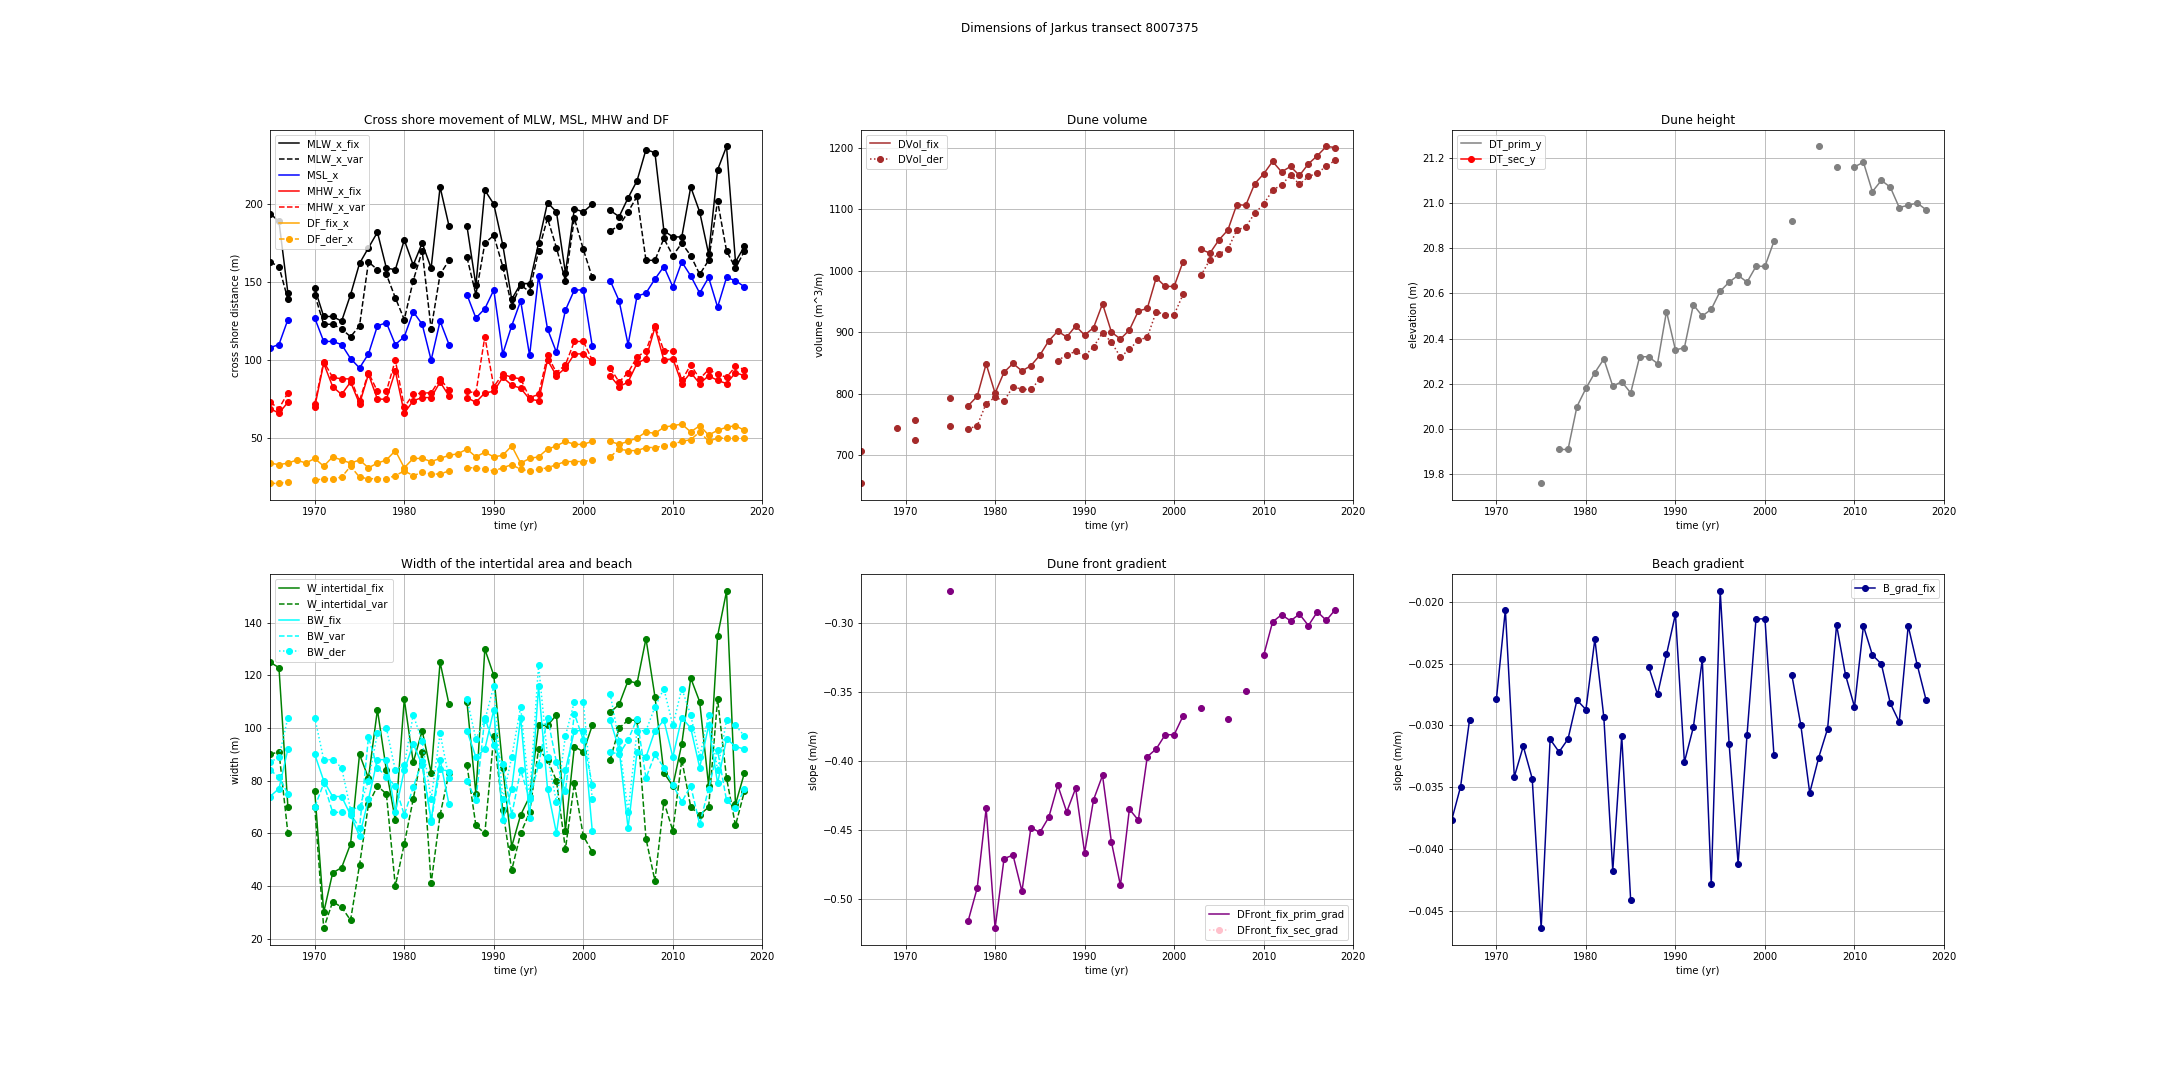 Dimensions of Jarkus transect 8007375
Cross shore movement of MLW, MSL, MHW and DF
MLW_x_fix
MLW_x_var
MSL_x
MHW_x_fix
MHW_x_var
DF_fix_x
DF_der_x
cross shore distance (m)
200
150
100
50
1970
1980
1990
2000
2010
2020
time (yr)
Dune volume
DVol_fix
DVol_der
volume (m^3/m)
1200
1100
1000
900
800
700
1970
1980
1990
2000
2010
2020
time (yr)
Dune height
DT_prim_y
DT_sec_y
elevation (m)
21.2
21.0
20.8
20.6
20.4
20.2
20.0
19.8
1970
1980
1990
2000
2010
2020
time (yr)
Width of the intertidal area and beach
W_intertidal_fix
W_intertidal_var
BW_fix
BW_var
BW_der
width (m)
140
120
100
80
60
40
20
1970
1980
1990
2000
2010
2020
time (yr)
Dune front gradient
slope (m/m)
−0.30
−0.35
−0.40
−0.45
−0.50
DFront_fix_prim_grad
DFront_fix_sec_grad
1970
1980
1990
2000
2010
2020
time (yr)
Beach gradient
B_grad_fix
slope (m/m)
−0.020
−0.025
−0.030
−0.035
−0.040
−0.045
1970
1980
1990
2000
2010
2020
time (yr)